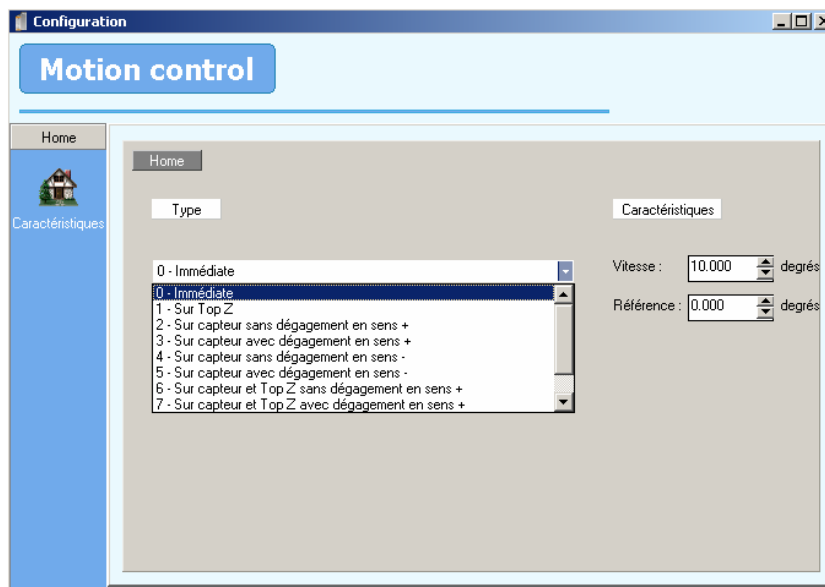 Configuration
Motion control
Home
Caractéristiques
Home
Type
Caractéristiques
0 - Immédiate
Vitesse : 10.000 degrés
0 - Immédiate
1 - Sur Top Z
Référence : 0.000 degrés
2 - Sur capteur sans dégagement en sens +
3 - Sur capteur avec dégagement en sens +
4 - Sur capteur sans dégagement en sens -
5 - Sur capteur avec dégagement en sens -
6 - Sur capteur et Top Z sans dégagement en sens +
7 - Sur capteur et Top Z avec dégagement en sens +